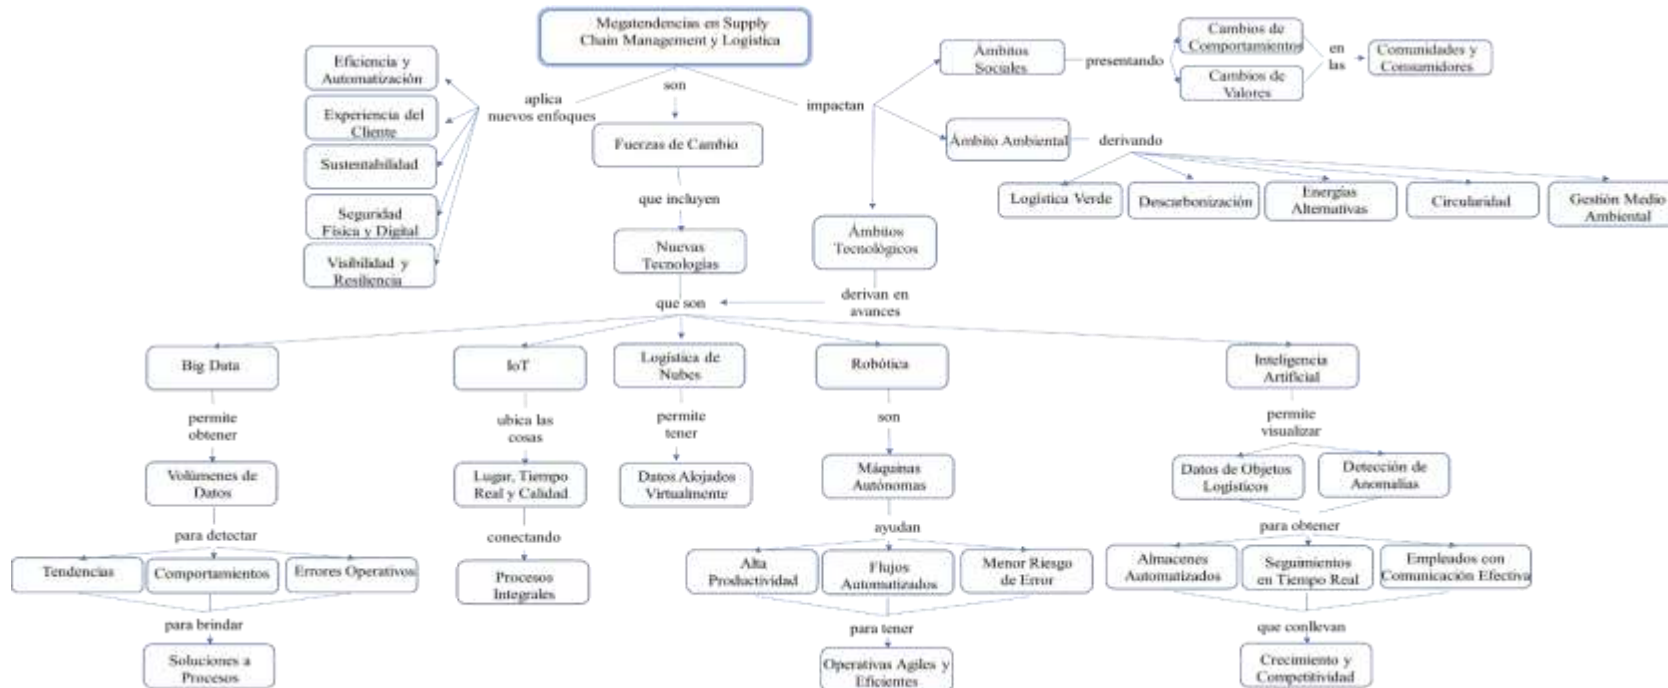 Megatendencias en Supply
Chain Management y Logística
aplica
nuevos enfoques
Eficiencia y
Automatización
Experiencia del
Cliente
Sustentabilidad
Seguridad
Física y Digital
Visibilidad y
Resiliencia
son
Fuerzas de Cambio
que incluyen
Nuevas
Tecnologías
impactan
Ámbitos
Sociales
presentando
Cambios de
Comportamientos
Cambios de
Valores
en
las
Comunidades y
Consumidores
Ámbito Ambiental
derivando
Logística Verde
Descarbonización
Energías
Alternativas
Circularidad
Gestión Medio
Ambiental
Ámbitos
Tecnológicos
derivan en
avances
que son
Big Data
permite
obtener
Volúmenes de
Datos
para detectar
Tendencias
Comportamientos
Errores Operativos
para brindar
Soluciones a
Procesos
IoT
ubica las
cosas
Lugar, Tiempo
Real y Calidad
conectando
Procesos
Integrales
Logística de
Nubes
permite
tener
Datos Alojados
Virtualmente
Robótica
son
Máquinas
Autónomas
ayudan
Alta
Productividad
Flujos
Automatizados
Menor Riesgo
de Error
para tener
Operativas Agiles y
Eficientes
Inteligencia
Artificial
permite
visualizar
Datos de Objetos
Logísticos
Detección de
Anomalías
para obtener
Almacenes
Automatizados
Seguimientos
en Tiempo Real
Empleados con
Comunicación Efectiva
que conllevan
Crecimiento y
Competitividad